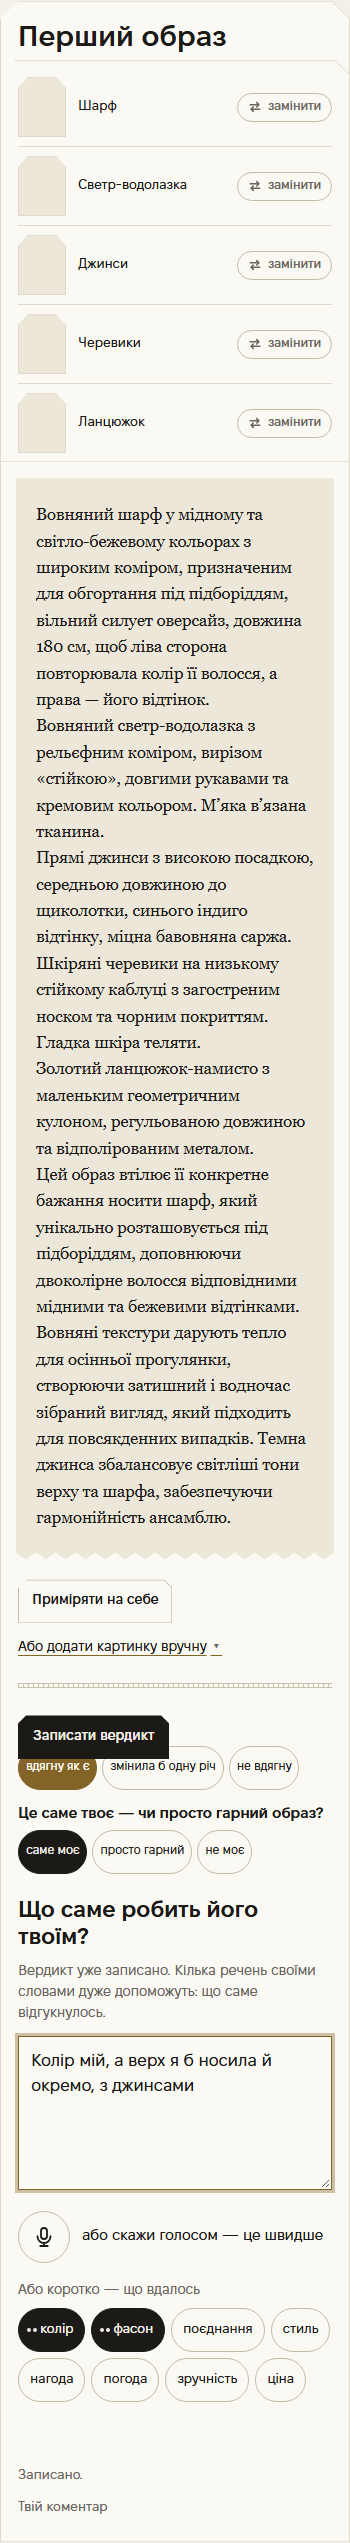 Перший образ
Шарф
замінити
Светр-водолазка
замінити
Джинси
замінити
Черевики
замінити
Ланцюжок
замінити
Вовняний шарф у мідному та
світло-бежевому кольорах з
широким коміром, призначеним
для обгортання під підборіддям,
вільний силует оверсайз, довжина
180 см, щоб ліва сторона
повторювала колір її волосся, а
права — його відтінок.
Вовняний светр-водолазка з
рельєфним коміром, вирізом
«стійкою», довгими рукавами та
кремовим кольором. М’яка в’язана
тканина.
Прямі джинси з високою посадкою,
середньою довжиною до
щиколотки, синього індиго
відтінку, міцна бавовняна саржа.
Шкіряні черевики на низькому
стійкому каблуці з загостреним
носком та чорним покриттям.
Гладка шкіра теляти.
Золотий ланцюжок-намисто з
маленьким геометричним
кулоном, регульованою довжиною
та відполірованим металом.
Цей образ втілює її конкретне
бажання носити шарф, який
унікально розташовується під
підборіддям, доповнюючи
двоколірне волосся відповідними
мідними та бежевими відтінками.
Вовняні текстури дарують тепло
для осінньої прогулянки,
створюючи затишний і водночас
зібраний вигляд, який підходить
для повсякденних випадків. Темна
джинса збалансовує світліші тони
верху та шарфа, забезпечуючи
гармонійність ансамблю.
Приміряти на себе
Або додати картинку вручну
Записати вердикт
вдягну як є
змінила б одну річ
не вдягну
Це саме твоє — чи просто гарний образ?
саме моє
просто гарний
не моє
Що саме робить його
твоїм?
Вердикт уже записано. Кілька речень своїми
словами дуже допоможуть: що саме
відгукнулось.
Колір мій, а верх я б носила й
окремо, з джинсами
або скажи голосом — це швидше
Або коротко — що вдалось
колір
фасон
поєднання
стиль
нагода
погода
зручність
ціна
Записано.
Твій коментар